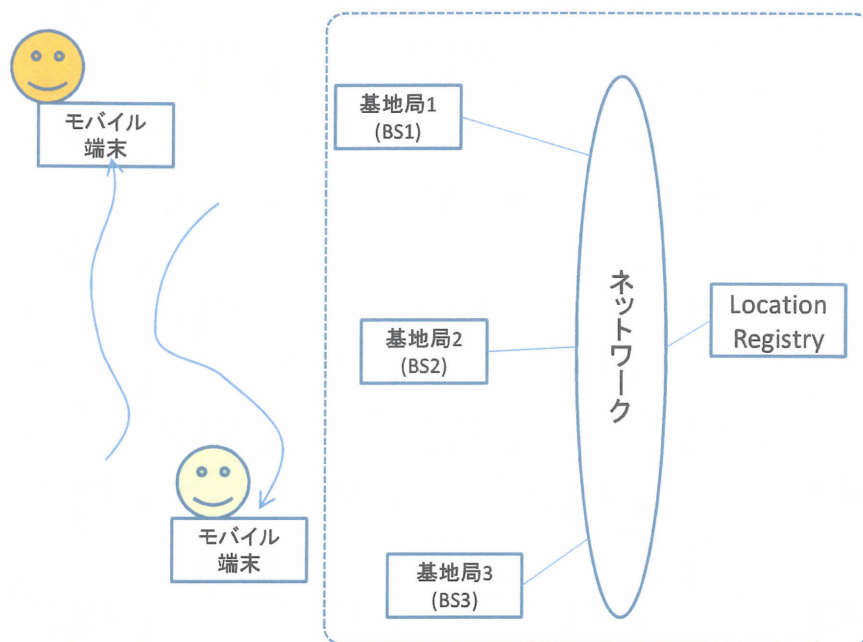 モバイル
端末
基地局1
(BS1)
基地局2
(BS2)
ネットワーク
Location
Registry
モバイル
端末
基地局3
(BS3)